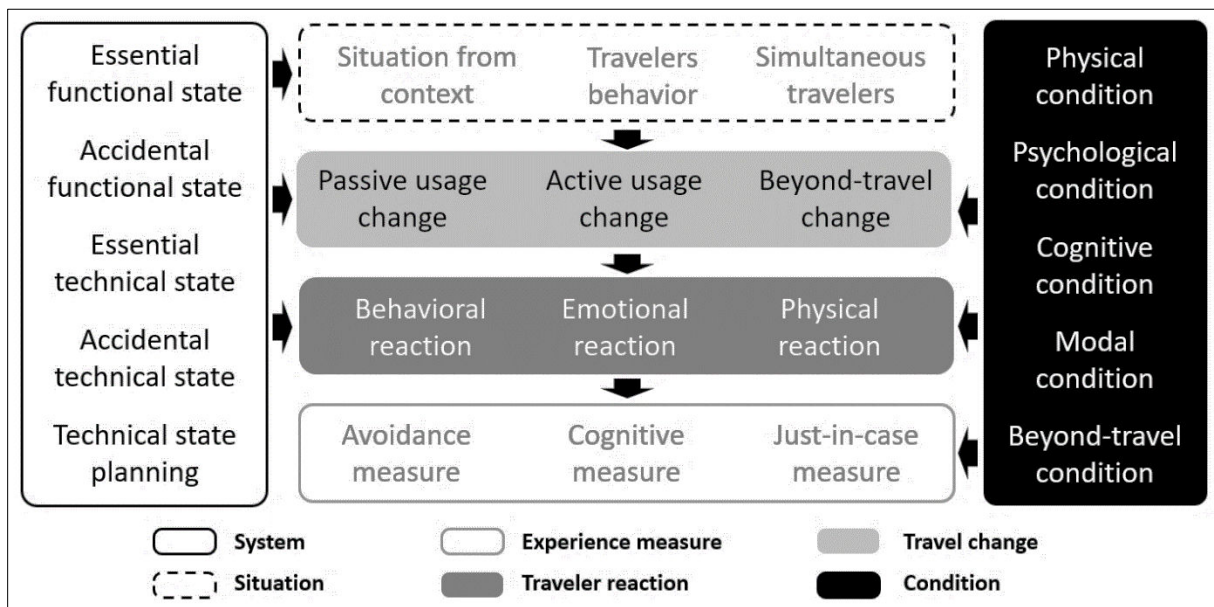 Essential
functional state
Accidental
functional state
Essential
technical state
Accidental
technical state
Technical state
planning
Situation from
context
Travelers
behavior
Simultaneous
travelers
Passive usage
change
Active usage
change
Beyond-travel
change
Behavioral
reaction
Emotional
reaction
Physical
reaction
Avoidance
measure
Cognitive
measure
Just-in-case
measure
Physical
condition
Psychological
condition
Cognitive
condition
Modal
condition
Beyond-travel
condition
System
Experience measure
Travel change
Situation
Traveler reaction
Condition